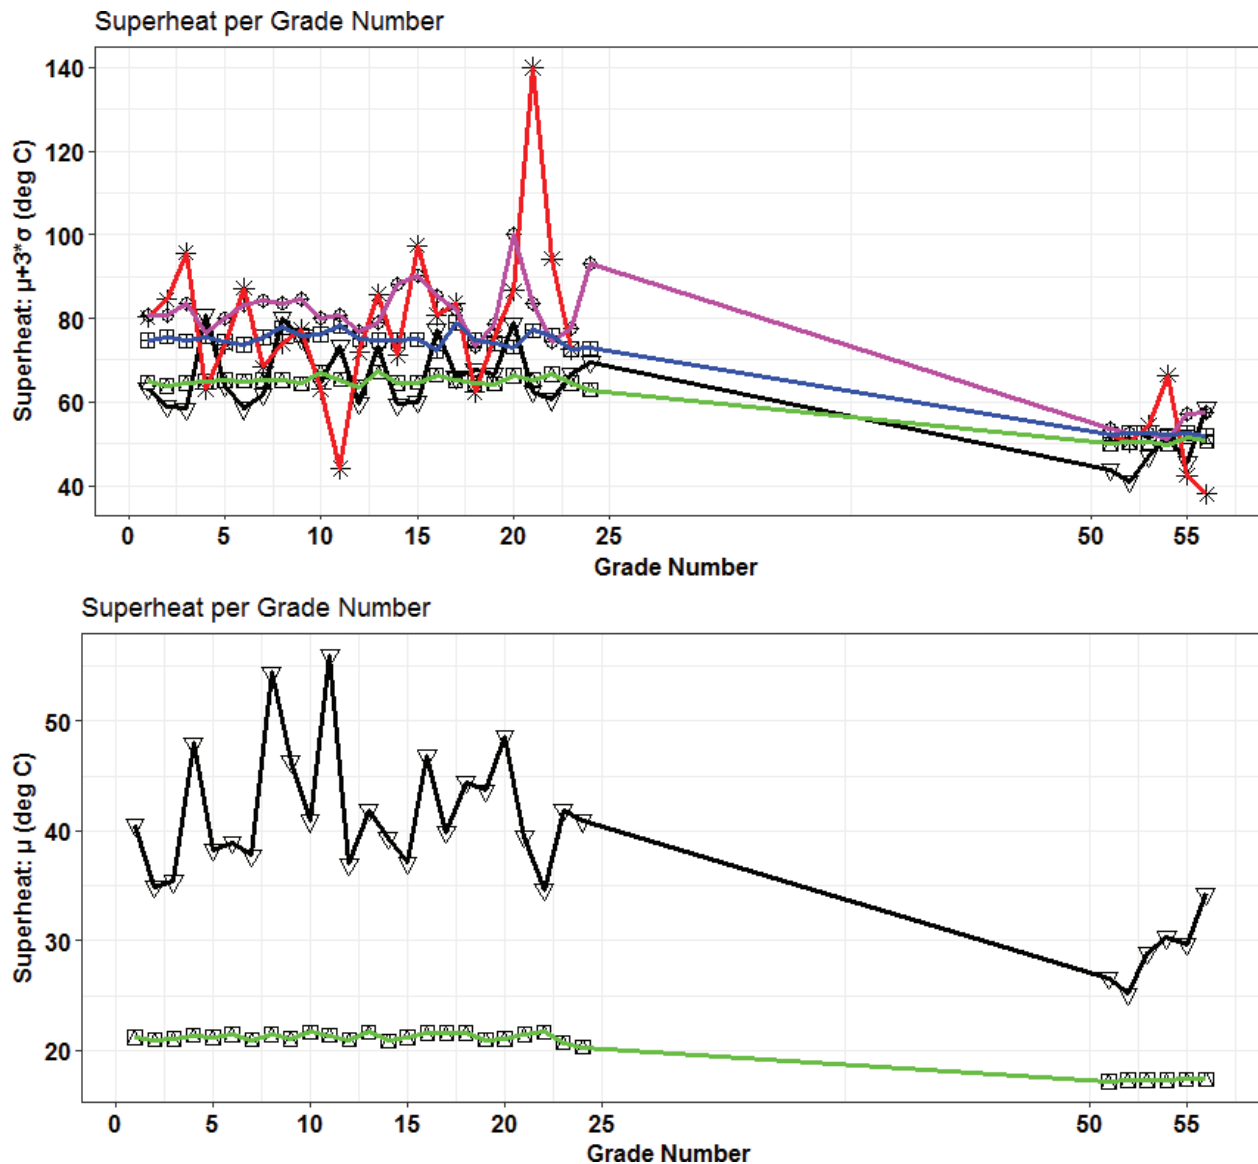 Superheat per Grade Number
Superheat: μ+3*σ (deg C)
140
120
100
80
60
40
0 5 10 15 20 25 50 55
Grade Number
Superheat per Grade Number
Superheat: μ (deg C)
50
40
30
20
0 5 10 15 20 25 50 55
Grade Number